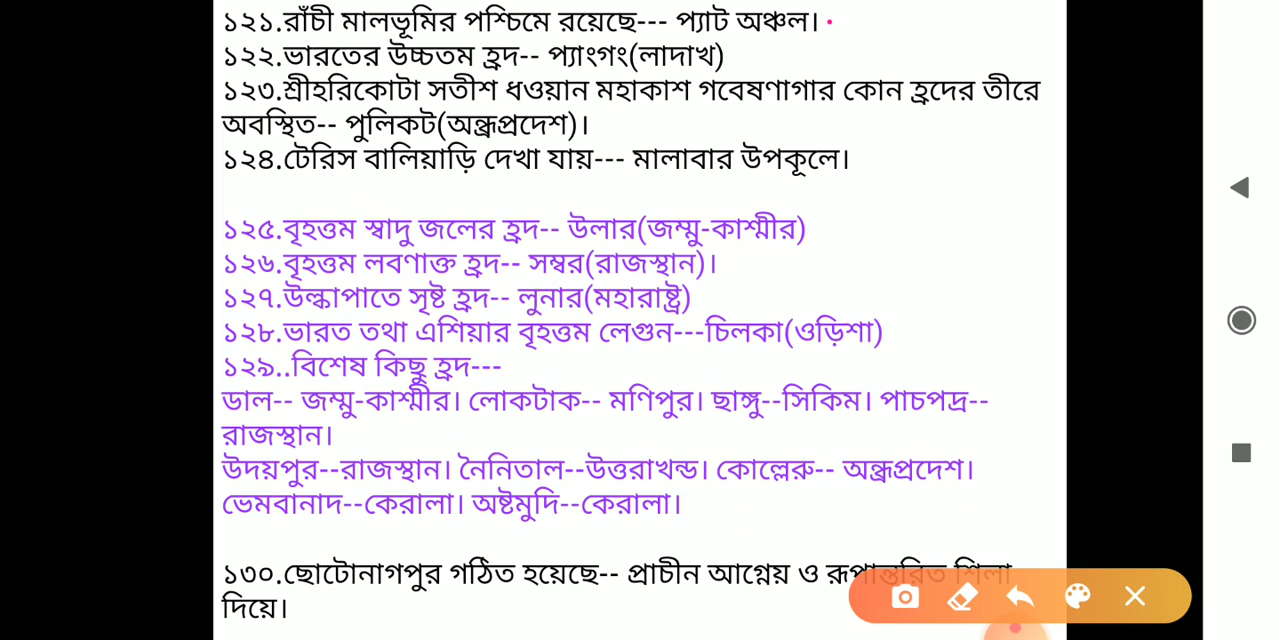 ১২১.রাঁচী মালভূমির পশ্চিমে রয়েছে--- প্যাট অঞ্চল।
১২২.ভারতের উচ্চতম হ্রদ-- প্যাংগং(লাদাখ)
১২৩.শ্রীহরিকোটা সতীশ ধওয়ান মহাকাশ গবেষণাগার কোন হ্রদের তীরে
অবস্থিত-- পুলিকট(অন্ধ্রপ্রদেশ)।
১২৪.টেরিস বালিয়াড়ি দেখা যায়--- মালাবার উপকূলে।
১২৫.বৃহত্তম স্বাদু জলের হ্রদ-- উলার(জম্মু-কাশ্মীর)
১২৬.বৃহত্তম লবণাক্ত হ্রদ-- সম্বর(রাজস্থান)।
১২৭.উল্কাপাতে সৃষ্ট হ্রদ-- লুনার(মহারাষ্ট্র)
১২৮.ভারত তথা এশিয়ার বৃহত্তম লেগুন---চিলকা(ওড়িশা)
১২৯..বিশেষ কিছু হ্রদ---
ডাল-- জম্মু-কাশ্মীর। লোকটাক-- মণিপুর। ছাঙ্গু--সিকিম। পাচপদ্র--
রাজস্থান।
উদয়পুর--রাজস্থান। নৈনিতাল--উত্তরাখন্ড। কোল্লেরু-- অন্ধ্রপ্রদেশ।
ভেমবানাদ--কেরালা। অষ্টমুদি--কেরালা।
১৩০.ছোটোনাগপুর গঠিত হয়েছে-- প্রাচীন আগ্নেয় ও রূপান্তরিত শিলা
দিয়ে।